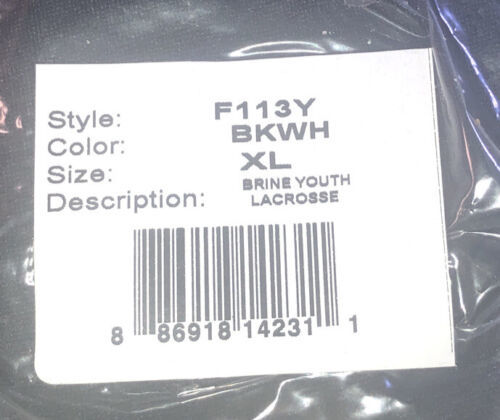 Style: F113Y
Color: BKWH
Size: XL
Description: BRINE YOUTH
LACROSSE
8 86918 14231 1